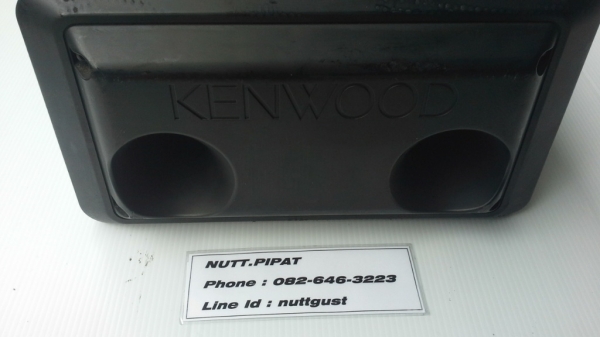 KENWOOD
NUTT.PIPAT
Phone : 082-646-3223
Line Id : nuttgust